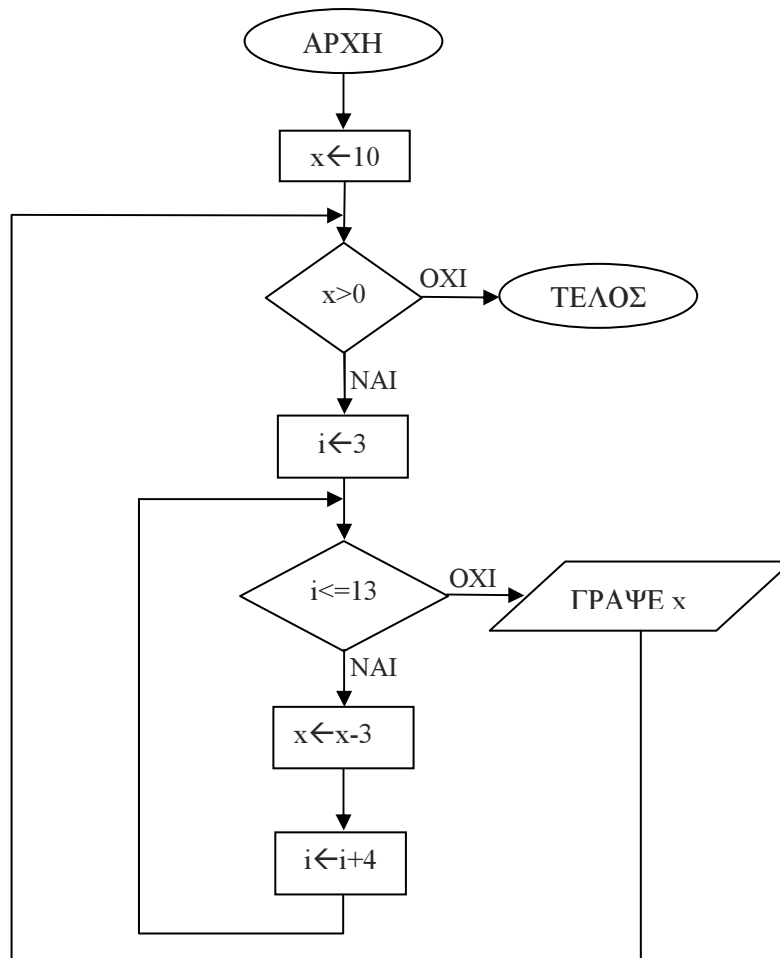 ΑΡΧΗ
x←10
x>0
ΟΧΙ
ΤΕΛΟΣ
ΝΑΙ
i←3
i<=13
ΟΧΙ
ΓΡΑΨΕ x
ΝΑΙ
x←x-3
i←i+4